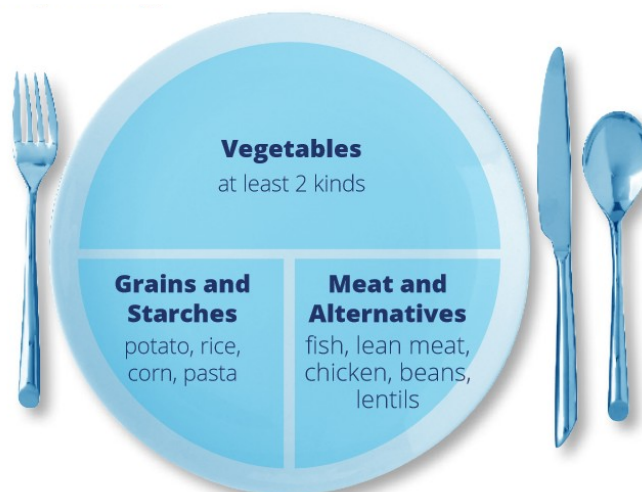 Vegetables
at least 2 kinds
Grains and
Starches
potato, rice,
corn, pasta
Meat and
Alternatives
fish, lean meat,
chicken, beans,
lentils